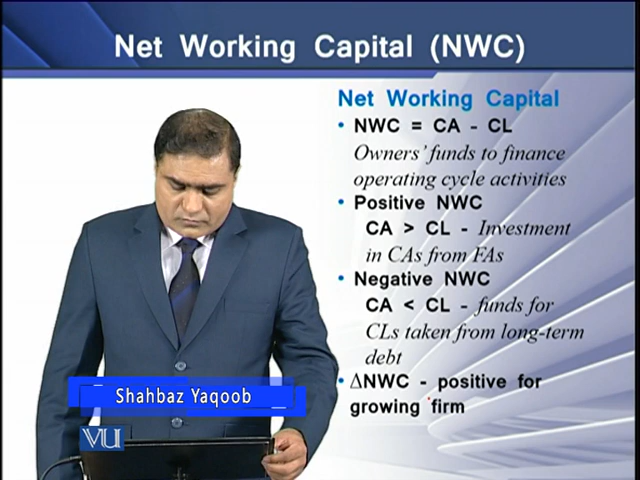 Net Working Capital (NWC)
Net Working Capital
• NWC = CA - CL
Owners' funds to finance
operating cycle activities
• Positive NWC
CA > CL - Investment
in CAs from FAs
• Negative NWC
CA < CL - funds for
CLs taken from long-term
debt
• ΔNWC - positive for
growing firm
Shahbaz Yaqoob
VU